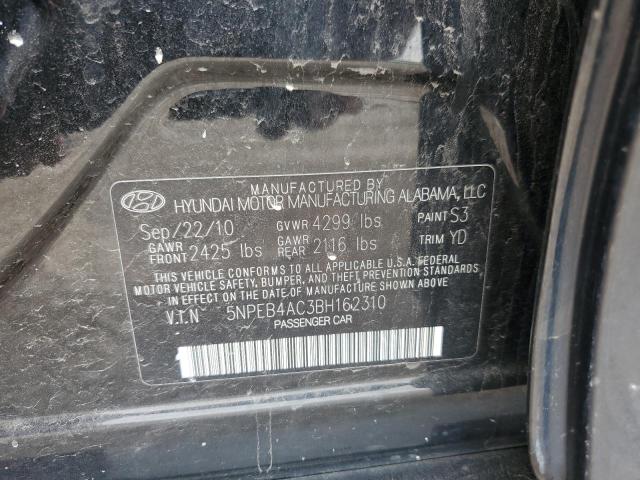 MANUFACTURED BY
HYUNDAI MOTOR MANUFACTURING ALABAMA, LLC
Sep/22/10 GVWR 4299 lbs PAINT S3
GAWR FRONT 2425 lbs GAWR REAR 2116 lbs TRIM YD
THIS VEHICLE CONFORMS TO ALL APPLICABLE U.S.A. FEDERAL
MOTOR VEHICLE SAFETY, BUMPER, AND THEFT PREVENTION
STANDARDS IN EFFECT ON THE DATE OF MANUFACTURE SHOWN ABOVE.
V.I.N 5NPEB4AC3BH162310
PASSENGER CAR